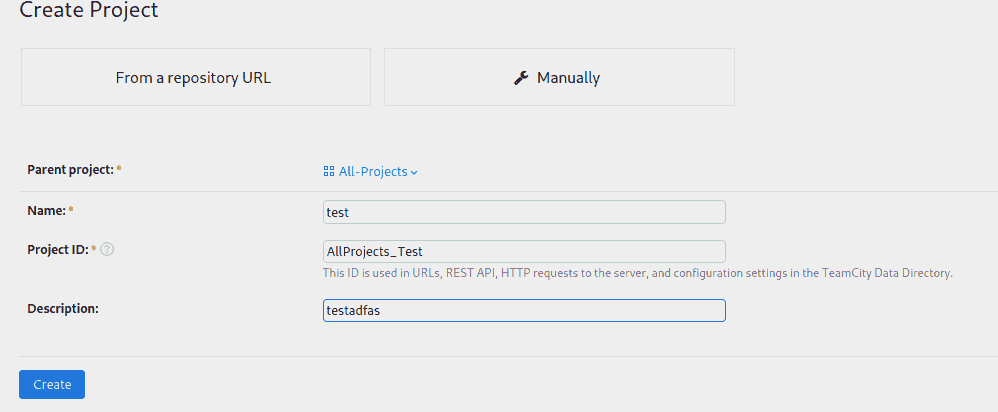 Create Project
From a repository URL
Manually
Parent project: *
All-Projects
Name: *
test
Project ID: * ?
AllProjects_Test
This ID is used in URLs, REST API, HTTP requests to the server, and configuration settings in the TeamCity Data Directory.
Description:
testadfas
Create